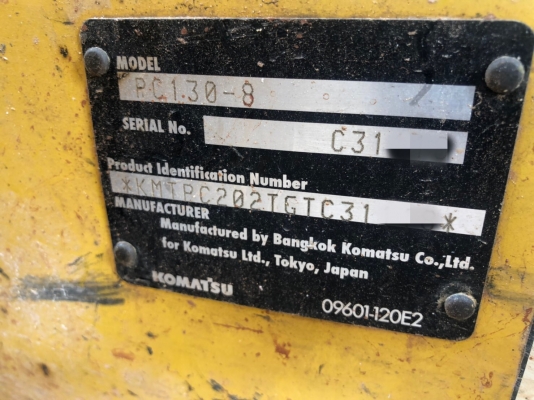 MODEL
PC130-8
SERIAL No.
C31
Product Identification Number
*KMTPC202TGTC31 *
MANUFACTURER
Manufactured by Bangkok Komatsu Co.,Ltd.
for Komatsu Ltd., Tokyo, Japan
KOMATSU
09601-120E2